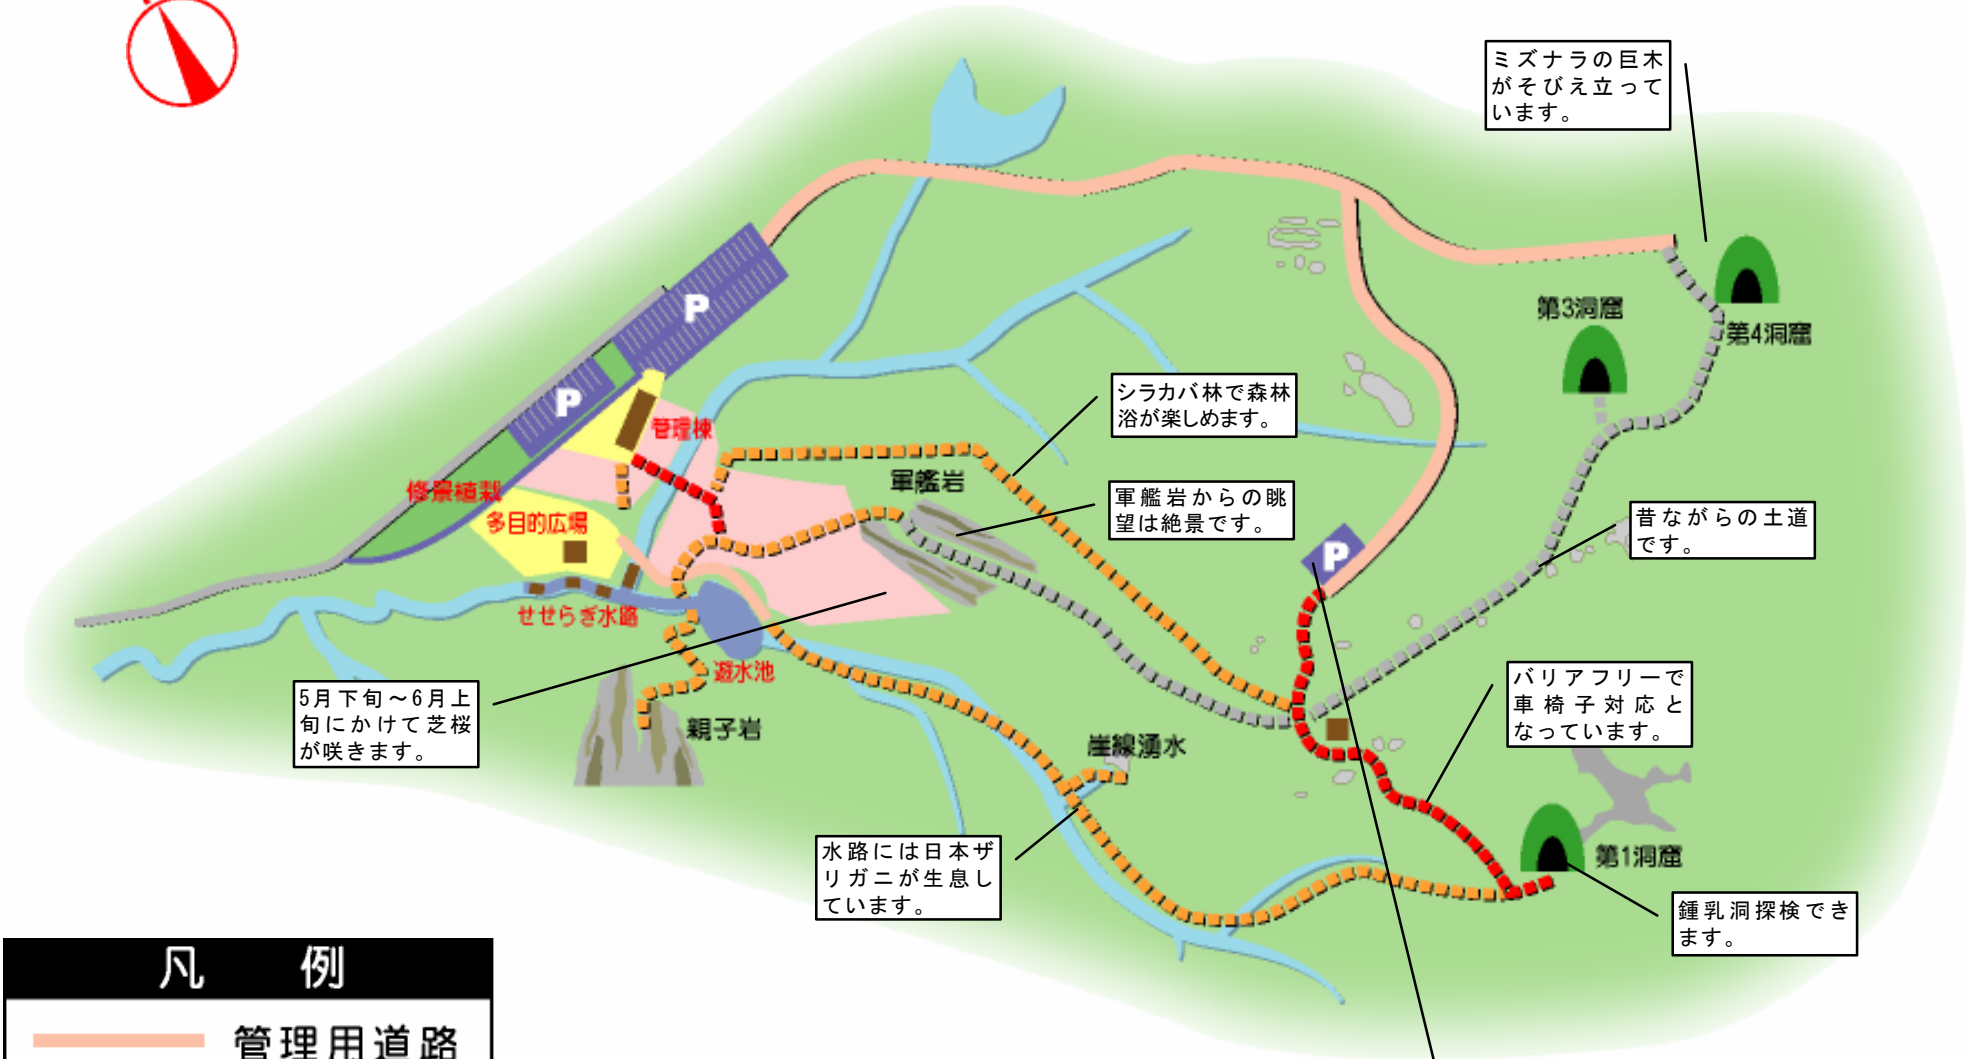 ミズナラの巨木
がそびえ立って
います。
P
第3洞窟
第4洞窟
P
シラカバ林で森林
浴が楽しめます。
管理棟
軍艦岩
修景植栽
軍艦岩からの眺
望は絶景です。
多目的広場
昔ながらの土道
です。
P
せせらぎ水路
遊水池
5月下旬～6月上
旬にかけて芝桜
が咲きます。
バリアフリーで
車椅子対応と
なっています。
親子岩
崖線湧水
水路には日本ザ
リガニが生息し
ています。
第1洞窟
鍾乳洞探検でき
ます。
凡 例
管理用道路